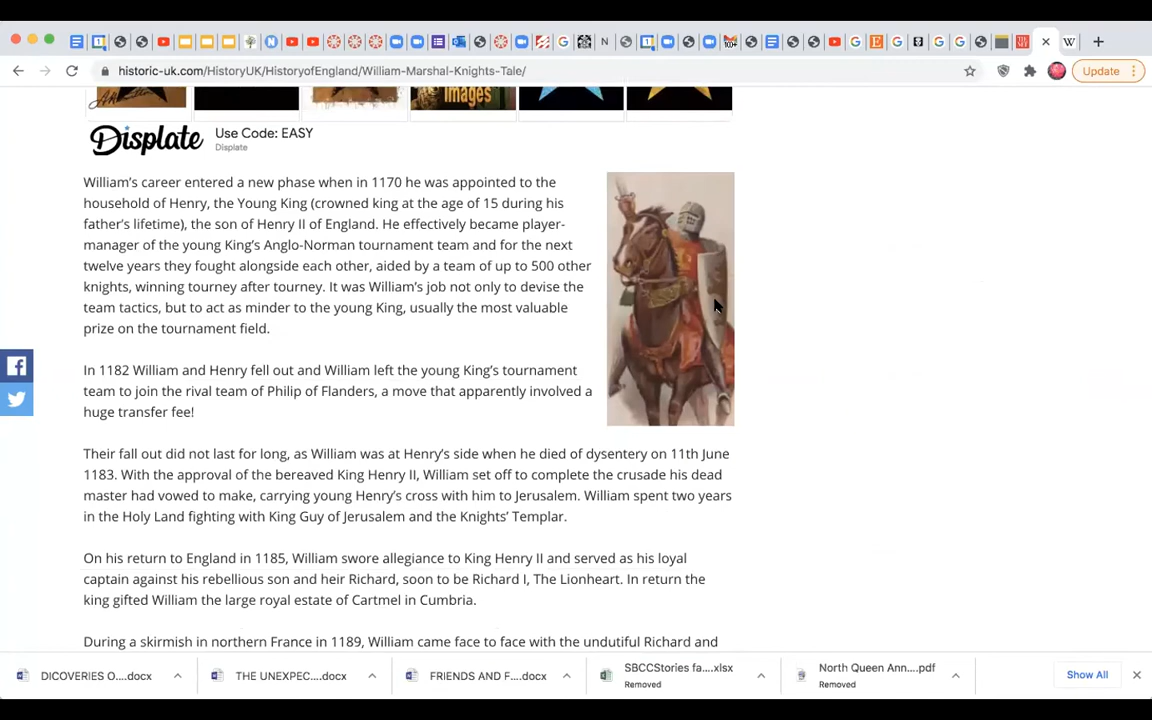 historic-uk.com/HistoryUK/HistoryofEngland/William-Marshal-Knights-Tale/
Update
Images
Displate
Use Code: EASY
Displate
William’s career entered a new phase when in 1170 he was appointed to the
household of Henry, the Young King (crowned king at the age of 15 during his
father’s lifetime), the son of Henry II of England. He effectively became player-
manager of the young King’s Anglo-Norman tournament team and for the next
twelve years they fought alongside each other, aided by a team of up to 500 other
knights, winning tourney after tourney. It was William’s job not only to devise the
team tactics, but to act as minder to the young King, usually the most valuable
prize on the tournament field.
In 1182 William and Henry fell out and William left the young King’s tournament
team to join the rival team of Philip of Flanders, a move that apparently involved a
huge transfer fee!
Their fall out did not last for long, as William was at Henry’s side when he died of dysentery on 11th June
1183. With the approval of the bereaved King Henry II, William set off to complete the crusade his dead
master had vowed to make, carrying young Henry’s cross with him to Jerusalem. William spent two years
in the Holy Land fighting with King Guy of Jerusalem and the Knights’ Templar.
On his return to England in 1185, William swore allegiance to King Henry II and served as his loyal
captain against his rebellious son and heir Richard, soon to be Richard I, The Lionheart. In return the
king gifted William the large royal estate of Cartmel in Cumbria.
During a skirmish in northern France in 1189, William came face to face with the undutiful Richard and
DICOVERIES O....docx
THE UNEXPEC....docx
FRIENDS AND F....docx
SBCCStories fa....xlsx
Removed
North Queen Ann....pdf
Removed
Show All